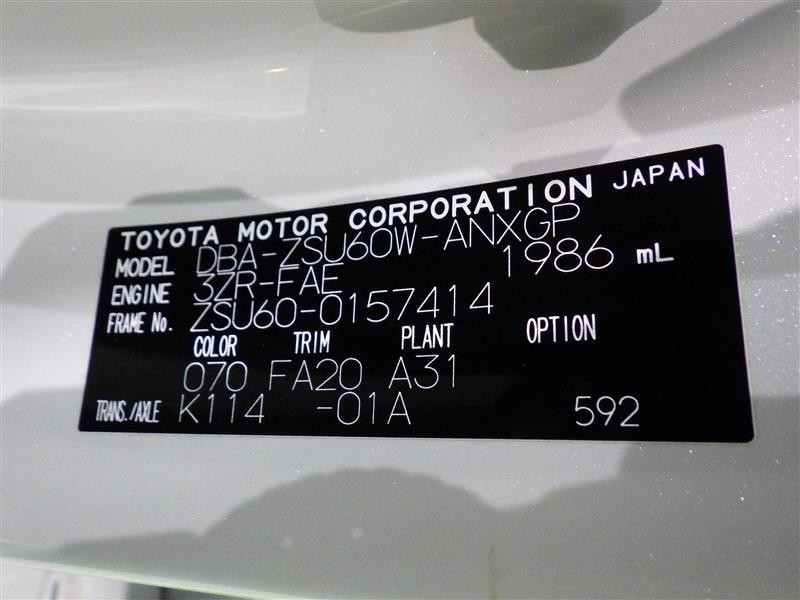 TOYOTA MOTOR CORPORATION JAPAN
MODEL DBA-ZSU60W-ANXGP
ENGINE 3ZR-FAE 1986 mL
FRAME No. ZSU60-0157414
COLOR TRIM PLANT OPTION
070 FA20 A31
TRANS./AXLE K114 -01A 592